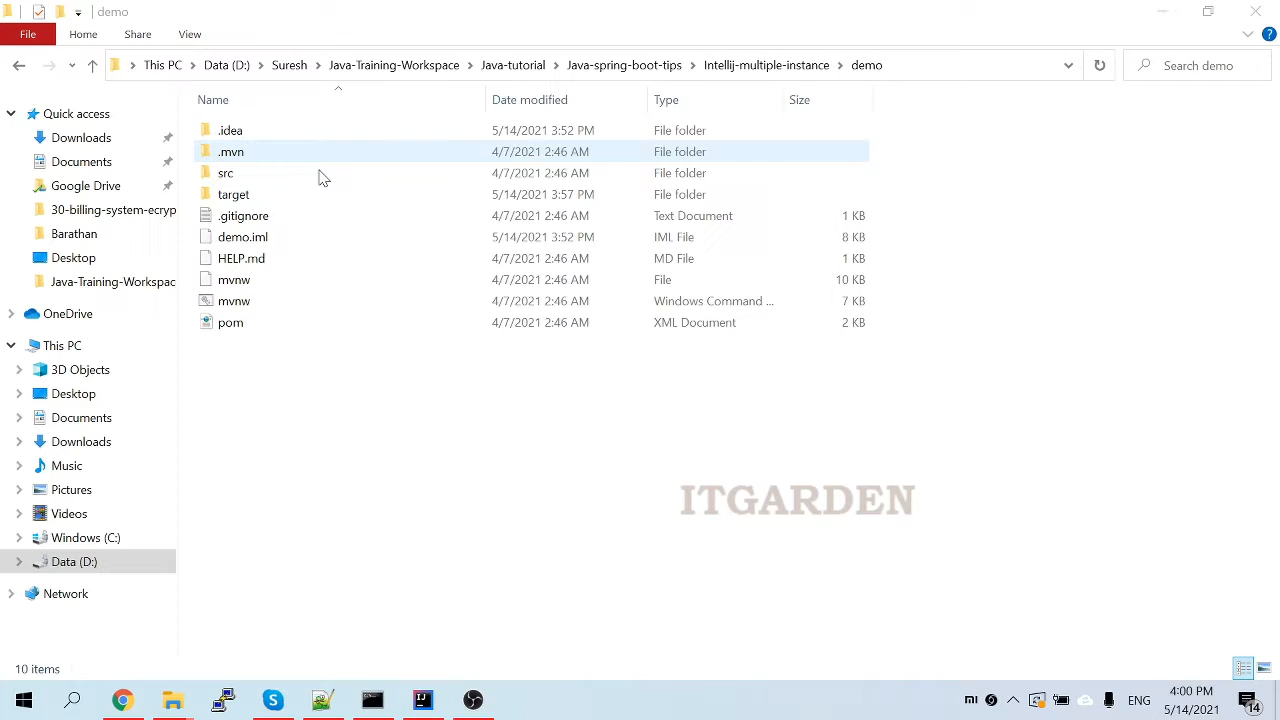 demo
File Home Share View
This PC Data (D:) Suresh Java-Training-Workspace Java-tutorial Java-spring-boot-tips Intellij-multiple-instance demo Search demo
Name Date modified Type Size
Quick access
Downloads
Documents
Google Drive
30-billing-system-ecryp
Barathan
Desktop
Java-Training-Workspac
OneDrive
This PC
3D Objects
Desktop
Documents
Downloads
Music
Pictures
Videos
Windows (C:)
Data (D:)
Network
.idea 5/14/2021 3:52 PM File folder
.mvn 4/7/2021 2:46 AM File folder
src 4/7/2021 2:46 AM File folder
target 5/14/2021 3:57 PM File folder
.gitignore 4/7/2021 2:46 AM Text Document 1 KB
demo.iml 5/14/2021 3:52 PM IML File 8 KB
HELP.md 4/7/2021 2:46 AM MD File 1 KB
mvnw 4/7/2021 2:46 AM File 10 KB
mvnw 4/7/2021 2:46 AM Windows Command ... 7 KB
pom 4/7/2021 2:46 AM XML Document 2 KB
ITGARDEN
10 items
ENG
4:00 PM
5/14/2021
14